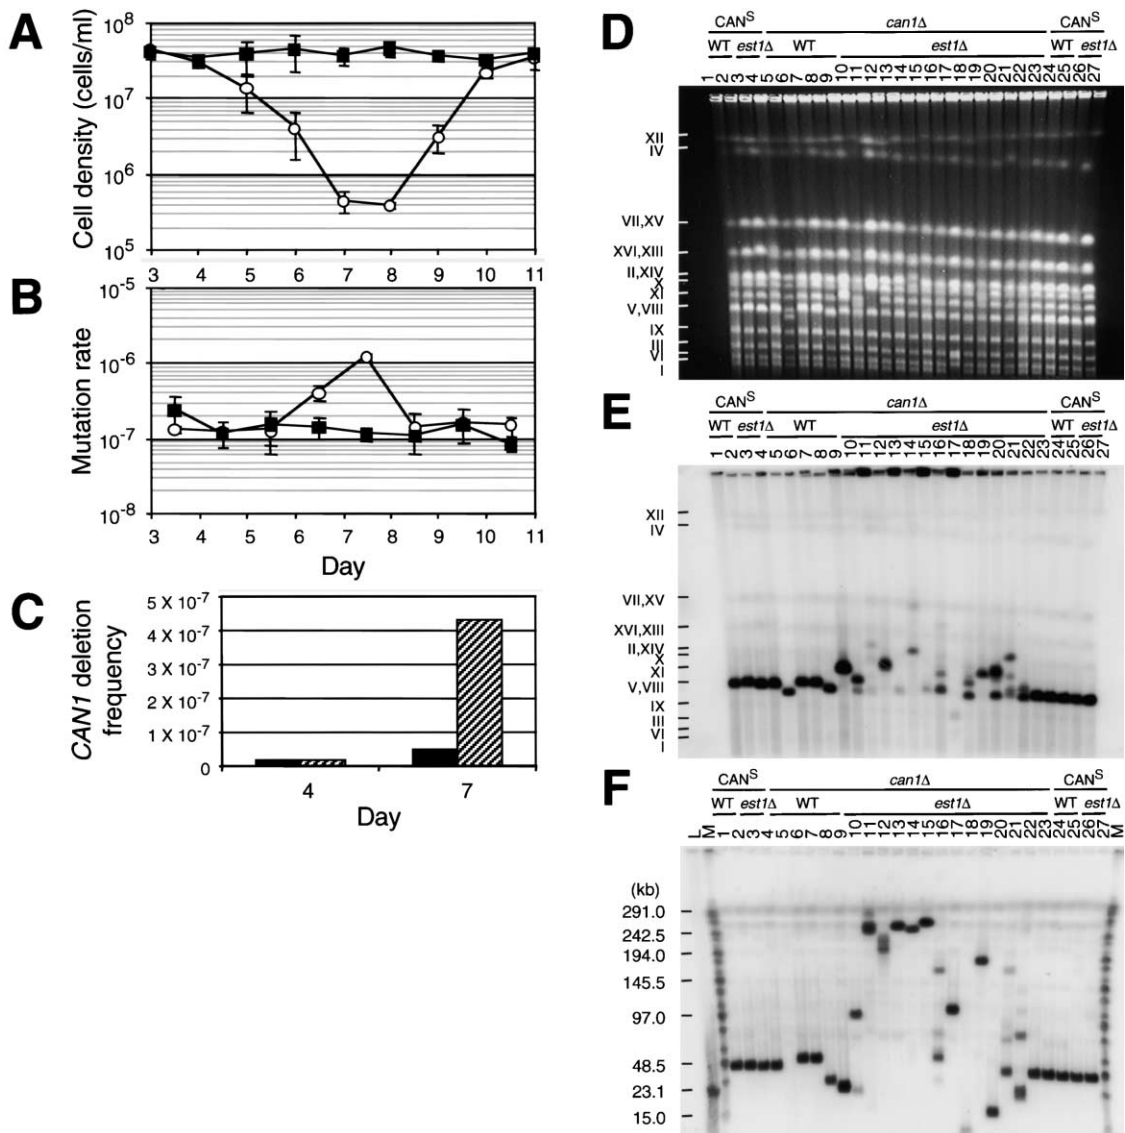 A
Cell density (cells/ml)
10^8
10^7
10^6
10^5
3 4 5 6 7 8 9 10 11
B
Mutation rate
10^-5
10^-6
10^-7
10^-8
3 4 5 6 7 8 9 10 11
Day
C
CAN1 deletion
frequency
5 X 10^-7
4 X 10^-7
3 X 10^-7
2 X 10^-7
1 X 10^-7
0
4 7
Day
D
CAN^S can1Δ CAN^S
WT est1Δ WT est1Δ WT est1Δ
1 2 3 4 5 6 7 8 9 10 11 12 13 14 15 16 17 18 19 20 21 22 23 24 25 26 27
XII
IV
VII,XV
XVI,XIII
II,XIV
X
XI
V,VIII
IX
III
VI
I
E
CAN^S can1Δ CAN^S
WT est1Δ WT est1Δ WT est1Δ
1 2 3 4 5 6 7 8 9 10 11 12 13 14 15 16 17 18 19 20 21 22 23 24 25 26 27
XII
IV
VII,XV
XVI,XIII
II,XIV
X
XI
V,VIII
IX
III
VI
I
F
CAN^S can1Δ CAN^S
WT est1Δ WT est1Δ WT est1Δ
L M 1 2 3 4 5 6 7 8 9 10 11 12 13 14 15 16 17 18 19 20 21 22 23 24 25 26 27 M
(kb)
291.0
242.5
194.0
145.5
97.0
48.5
23.1
15.0